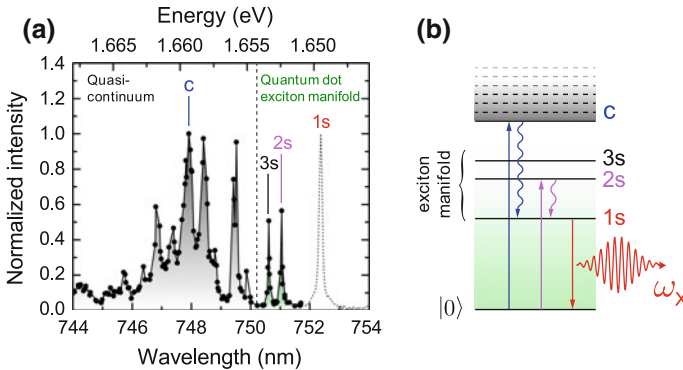 (a)
Energy (eV)
1.665 1.660 1.655 1.650
Normalized intensity
1.4
1.2
1.0
0.8
0.6
0.4
0.2
0.0
Quasi-
continuum
Quantum dot
exciton manifold
c
3s
2s
1s
744 746 748 750 752 754
Wavelength (nm)
(b)
c
exciton
manifold
3s
2s
1s
|0⟩
ωx